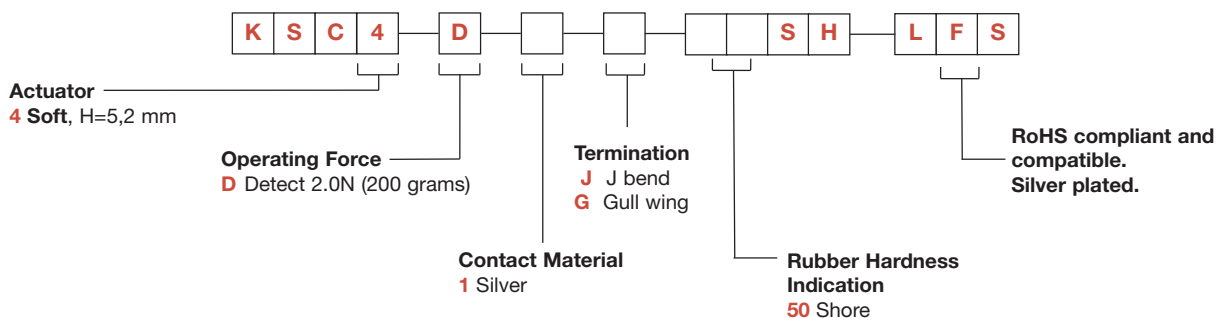 K S C 4 D S H L F S
Actuator
4 Soft, H=5,2 mm
Operating Force
D Detect 2.0N (200 grams)
Termination
J J bend
G Gull wing
RoHS compliant and
compatible.
Silver plated.
Contact Material
1 Silver
Rubber Hardness
Indication
50 Shore